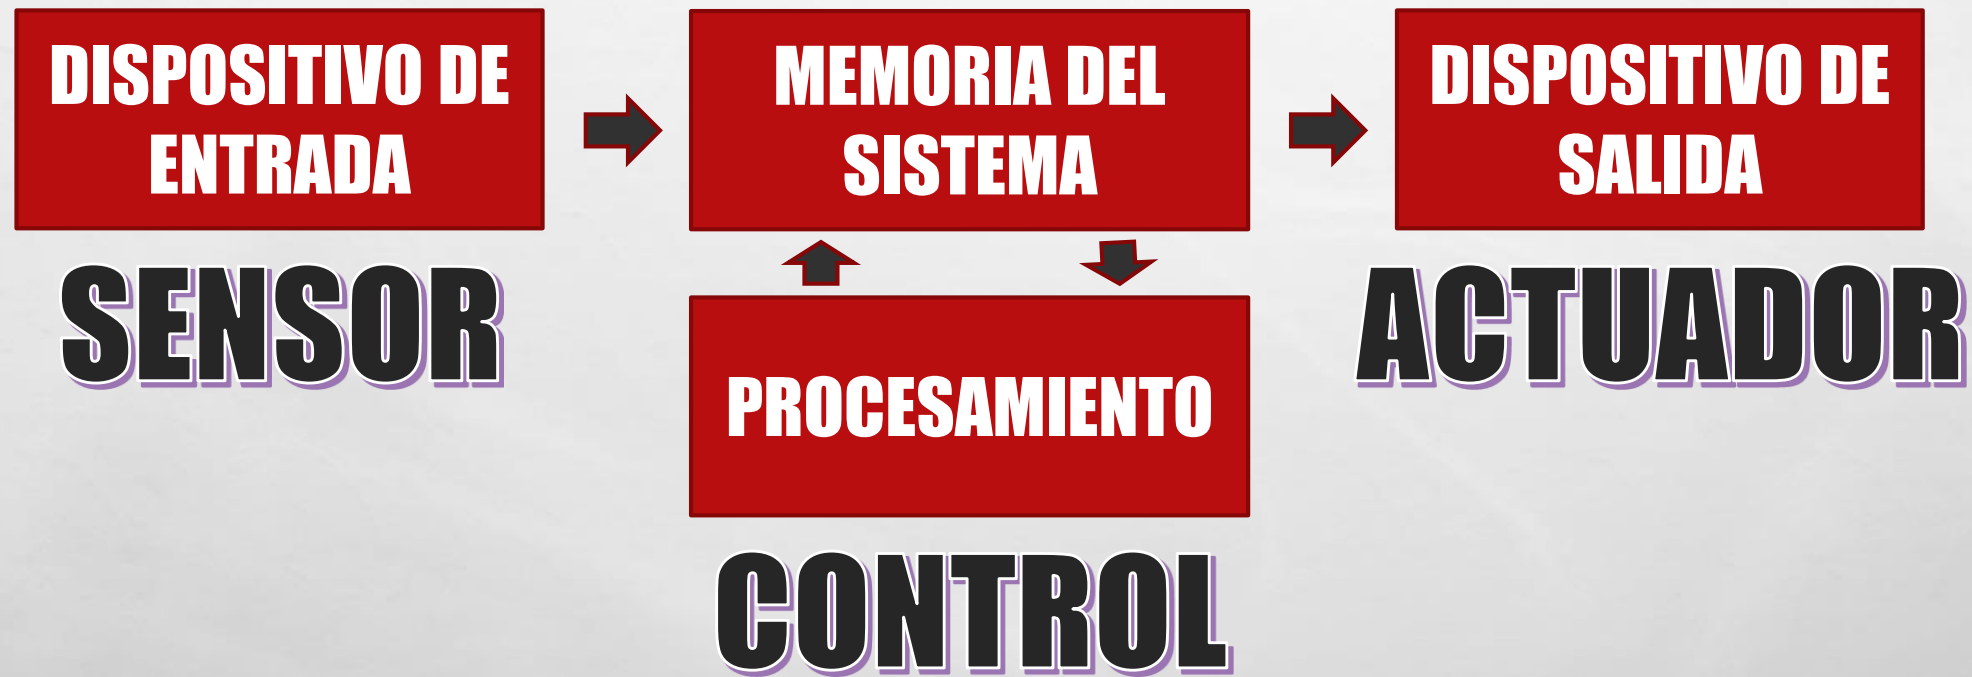 DISPOSITIVO DE
ENTRADA
SENSOR
MEMORIA DEL
SISTEMA
PROCESAMIENTO
CONTROL
DISPOSITIVO DE
SALIDA
ACTUADOR